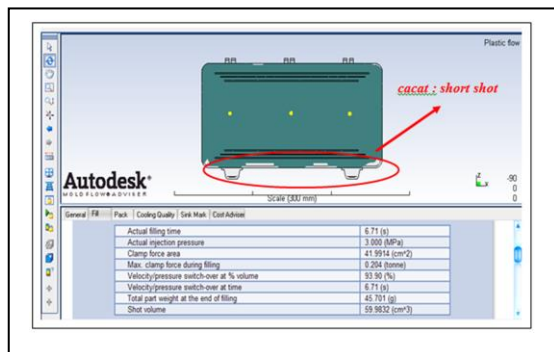 Plastic flow
cacat : short shot
Autodesk®
MOLDFLOW ADVISER
Scale (300 mm)
-90
0
0
General Fill Pack Cooling Quality Sink Mark Cost Adviser
Actual filling time 6.71 (s)
Actual injection pressure 3.000 (MPa)
Clamp force area 41.9914 (cm^2)
Max. clamp force during filling 0.204 (tonne)
Velocity/pressure switch-over at % volume 93.90 (%)
Velocity/pressure switch-over at time 6.71 (s)
Total part weight at the end of filling 45.701 (g)
Shot volume 59.9832 (cm^3)